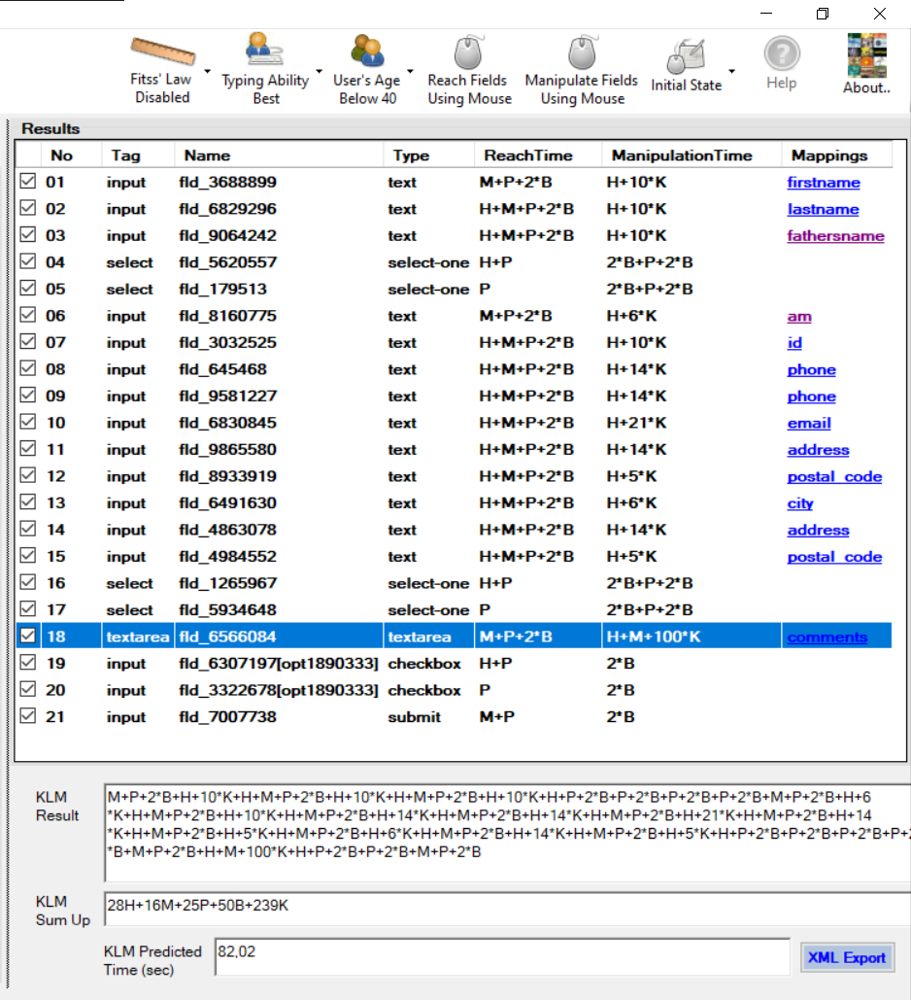 Fitss' Law
Disabled
Typing Ability
Best
User's Age
Below 40
Reach Fields
Using Mouse
Manipulate Fields
Using Mouse
Initial State
Help
About..
Results
No Tag Name Type ReachTime ManipulationTime Mappings
01 input fld_3688899 text M+P+2*B H+10*K firstname
02 input fld_6829296 text H+M+P+2*B H+10*K lastname
03 input fld_9064242 text H+M+P+2*B H+10*K fathersname
04 select fld_5620557 select-one H+P 2*B+P+2*B
05 select fld_179513 select-one P 2*B+P+2*B
06 input fld_8160775 text M+P+2*B H+6*K am
07 input fld_3032525 text H+M+P+2*B H+10*K id
08 input fld_645468 text H+M+P+2*B H+14*K phone
09 input fld_9581227 text H+M+P+2*B H+14*K phone
10 input fld_6830845 text H+M+P+2*B H+21*K email
11 input fld_9865580 text H+M+P+2*B H+14*K address
12 input fld_8933919 text H+M+P+2*B H+5*K postal_code
13 input fld_6491630 text H+M+P+2*B H+6*K city
14 input fld_4863078 text H+M+P+2*B H+14*K address
15 input fld_4984552 text H+M+P+2*B H+5*K postal_code
16 select fld_1265967 select-one H+P 2*B+P+2*B
17 select fld_5934648 select-one P 2*B+P+2*B
18 textarea fld_6566084 textarea M+P+2*B H+M+100*K comments
19 input fld_6307197[opt1890333] checkbox H+P 2*B
20 input fld_3322678[opt1890333] checkbox P 2*B
21 input fld_7007738 submit M+P 2*B
KLM
Result
M+P+2*B+H+10*K+H+M+P+2*B+H+10*K+H+M+P+2*B+H+10*K+H+P+2*B+P+2*B+P+2*B+P+2*B+M+P+2*B+H+6
*K+H+M+P+2*B+H+10*K+H+M+P+2*B+H+14*K+H+M+P+2*B+H+14*K+H+M+P+2*B+H+21*K+H+M+P+2*B+H+14
*K+H+M+P+2*B+H+5*K+H+M+P+2*B+H+6*K+H+M+P+2*B+H+14*K+H+M+P+2*B+H+5*K+H+P+2*B+P+2*B+P+2*B+P+2
*B+M+P+2*B+H+M+100*K+H+P+2*B+P+2*B+M+P+2*B
KLM
Sum Up
28H+16M+25P+50B+239K
KLM Predicted
Time (sec)
82,02
XML Export